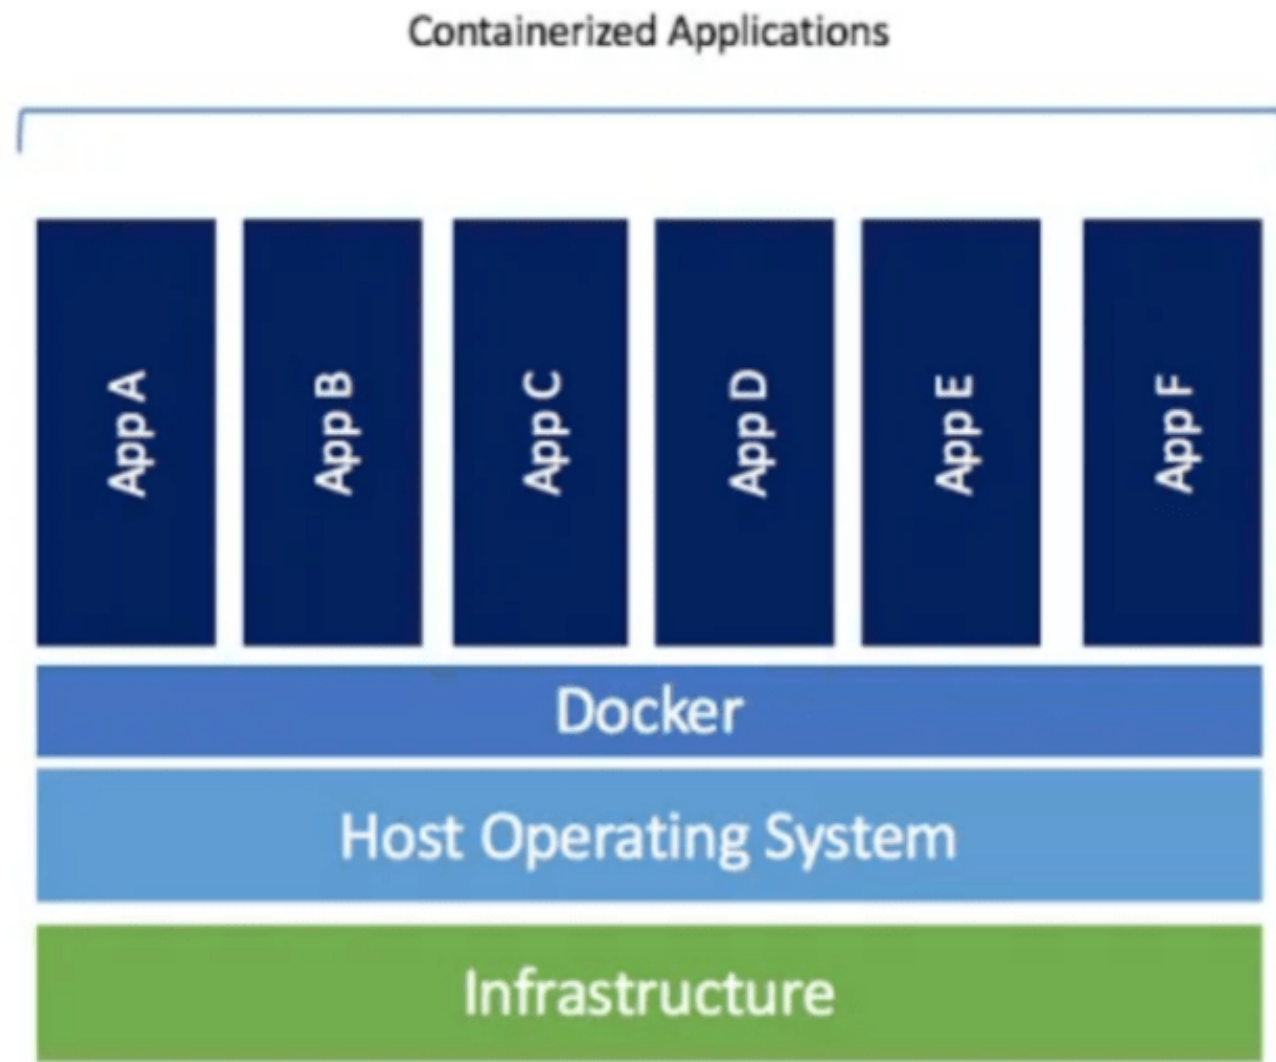 Containerized Applications
App A
App B
App C
App D
App E
App F
Docker
Host Operating System
Infrastructure